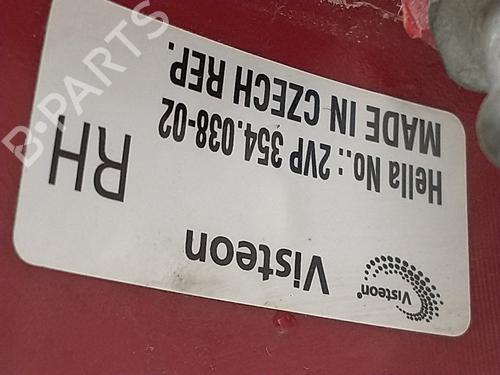 Visteon®
Visteon
Hella No.: 2VP 354.038-02
MADE IN CZECH REP.
RH
B-PARTS